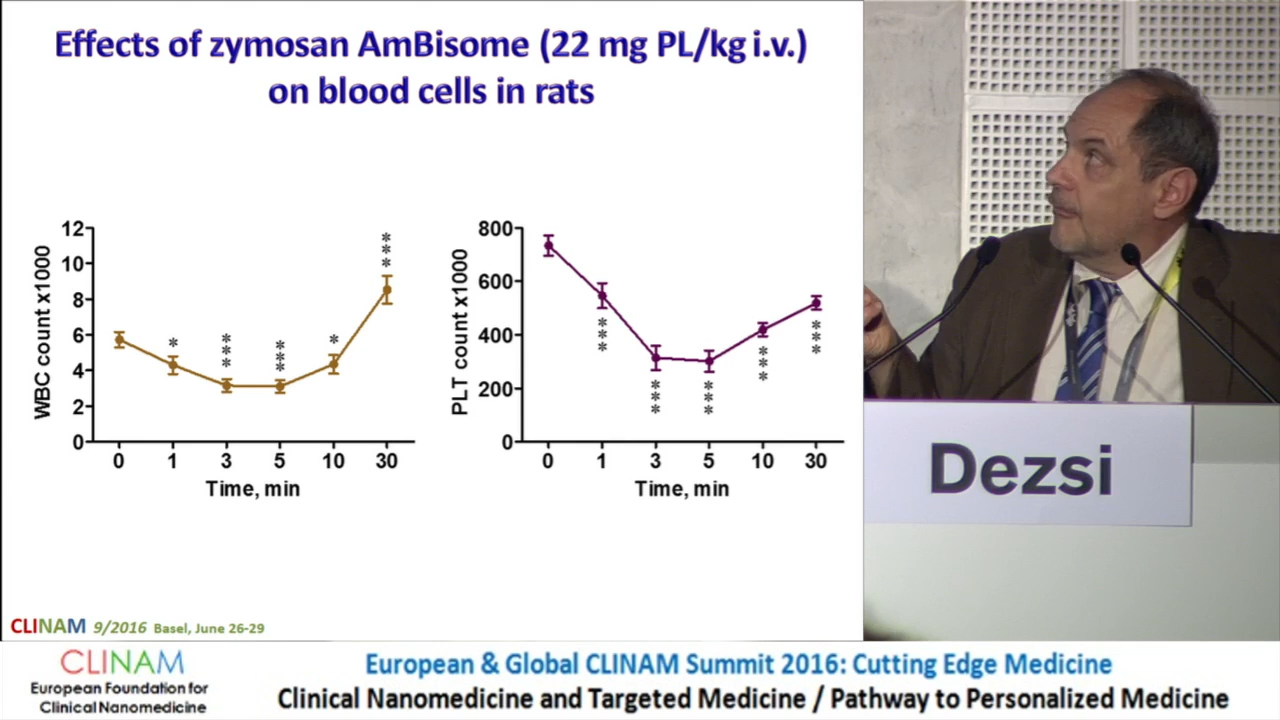 Effects of zymosan AmBisome (22 mg PL/kg i.v.)
on blood cells in rats
WBC count x1000
12
10
8
6
4
2
0
*
***
***
*
***
0 1 3 5 10 30
Time, min
PLT count x1000
800
600
400
200
0
***
***
***
***
***
0 1 3 5 10 30
Time, min
Dezsi
CLINAM 9/2016 Basel, June 26-29
CLINAM
European Foundation for
Clinical Nanomedicine
European & Global CLINAM Summit 2016: Cutting Edge Medicine
Clinical Nanomedicine and Targeted Medicine / Pathway to Personalized Medicine